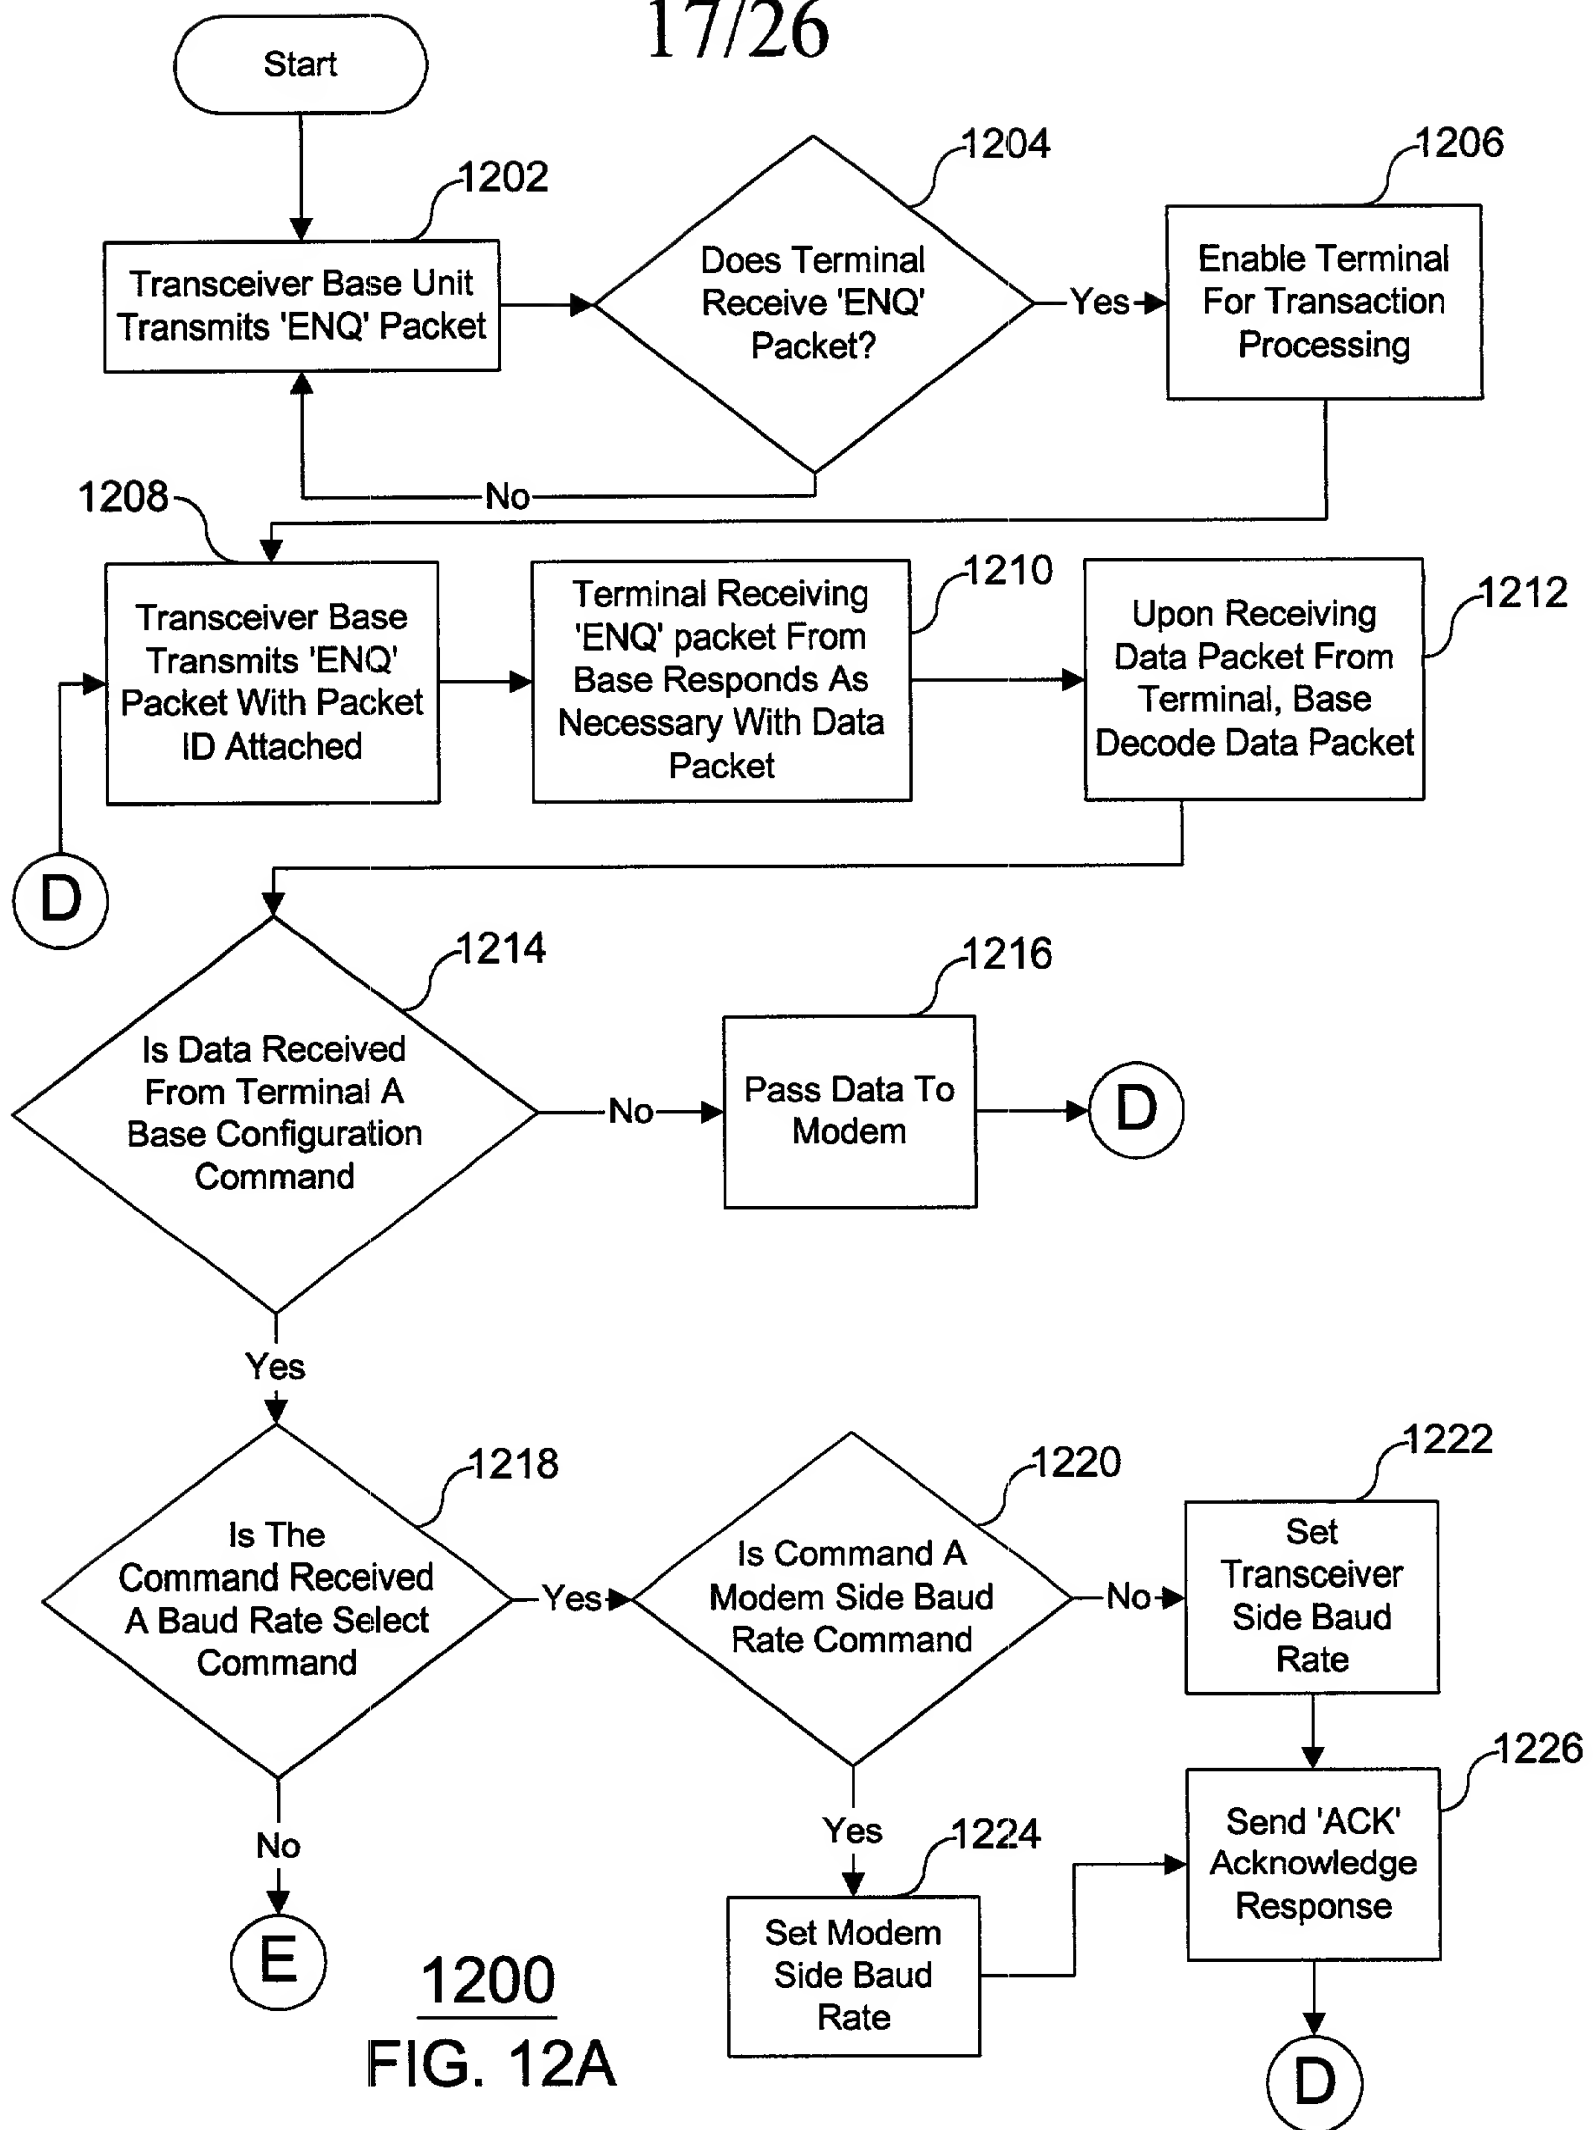 17/26
Start
1202
1204
1206
Transceiver Base Unit
Transmits 'ENQ' Packet
Does Terminal
Receive 'ENQ'
Packet?
Yes
Enable Terminal
For Transaction
Processing
No
1208
1210
1212
Transceiver Base
Transmits 'ENQ'
Packet With Packet
ID Attached
Terminal Receiving
'ENQ' packet From
Base Responds As
Necessary With Data
Packet
Upon Receiving
Data Packet From
Terminal, Base
Decode Data Packet
D
1214
1216
Is Data Received
From Terminal A
Base Configuration
Command
No
Pass Data To
Modem
D
Yes
1218
1220
1222
Is The
Command Received
A Baud Rate Select
Command
Yes
Is Command A
Modem Side Baud
Rate Command
No
Set
Transceiver
Side Baud
Rate
1226
No
Yes
1224
Send 'ACK'
Acknowledge
Response
E
Set Modem
Side Baud
Rate
D
1200
FIG. 12A